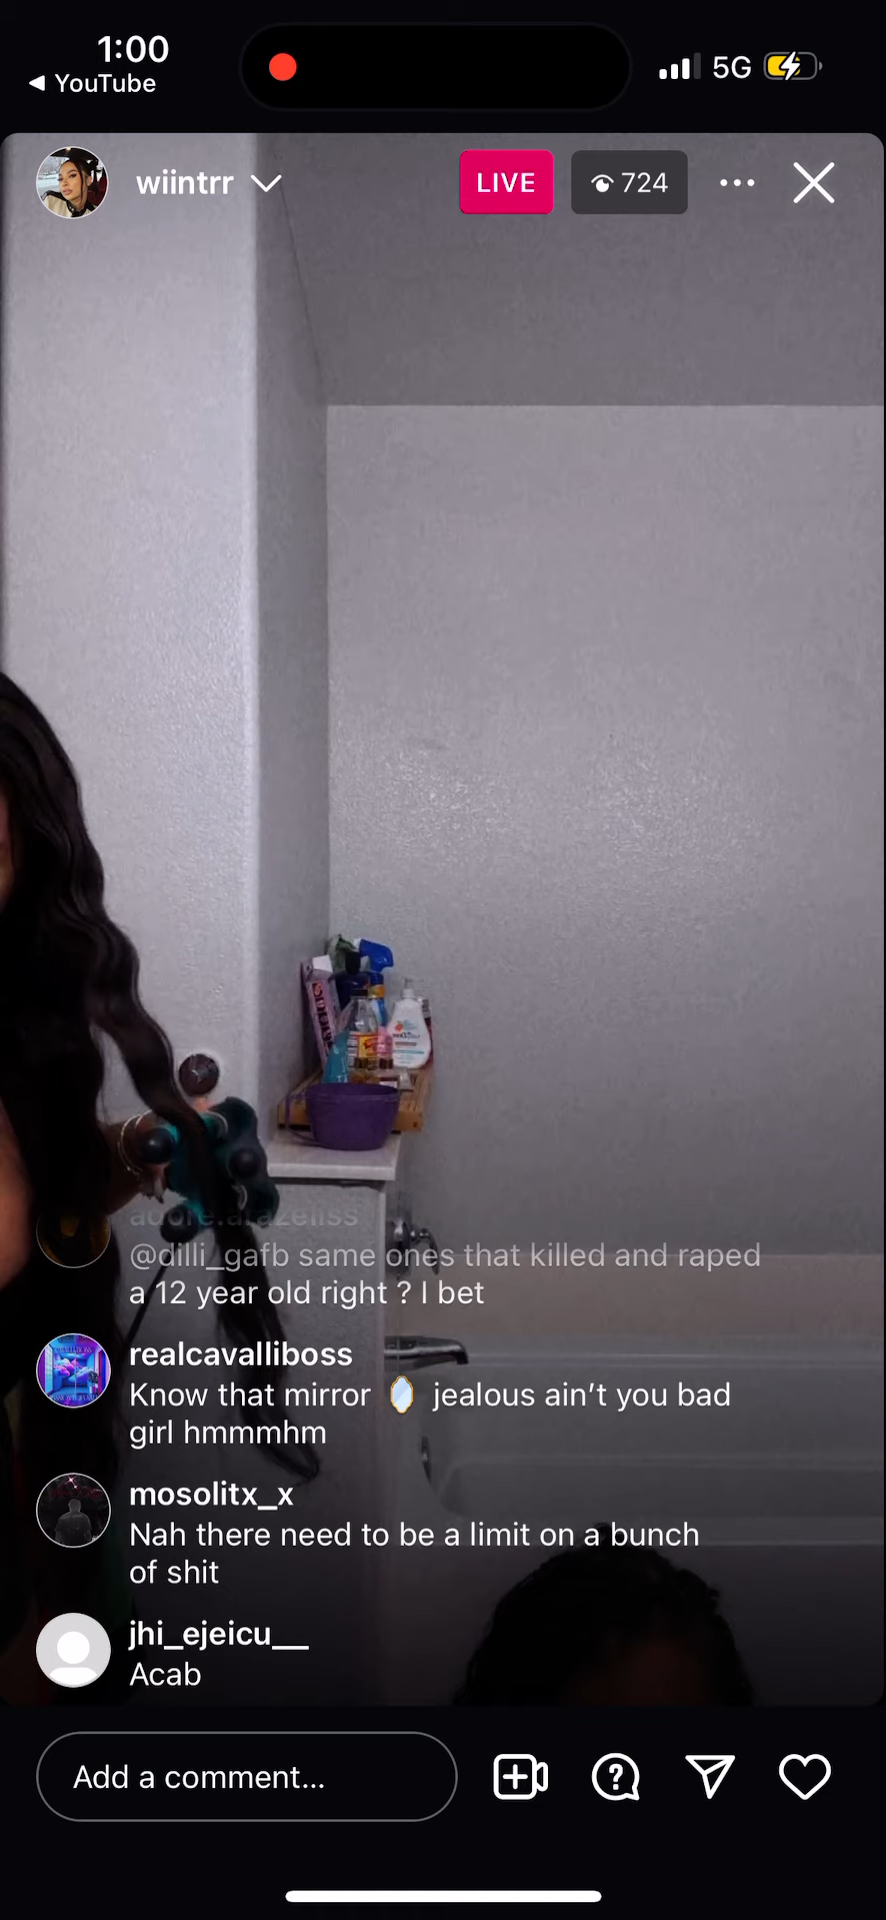 1:00
5G
YouTube
wiintrr
LIVE
724
adore.arazeliss
@dilli_gafb same ones that killed and raped
a 12 year old right ? I bet
realcavalliboss
Know that mirror 🪞 jealous ain’t you bad
girl hmmmhm
mosolitx_x
Nah there need to be a limit on a bunch
of shit
jhi_ejeicu__
Acab
Add a comment...